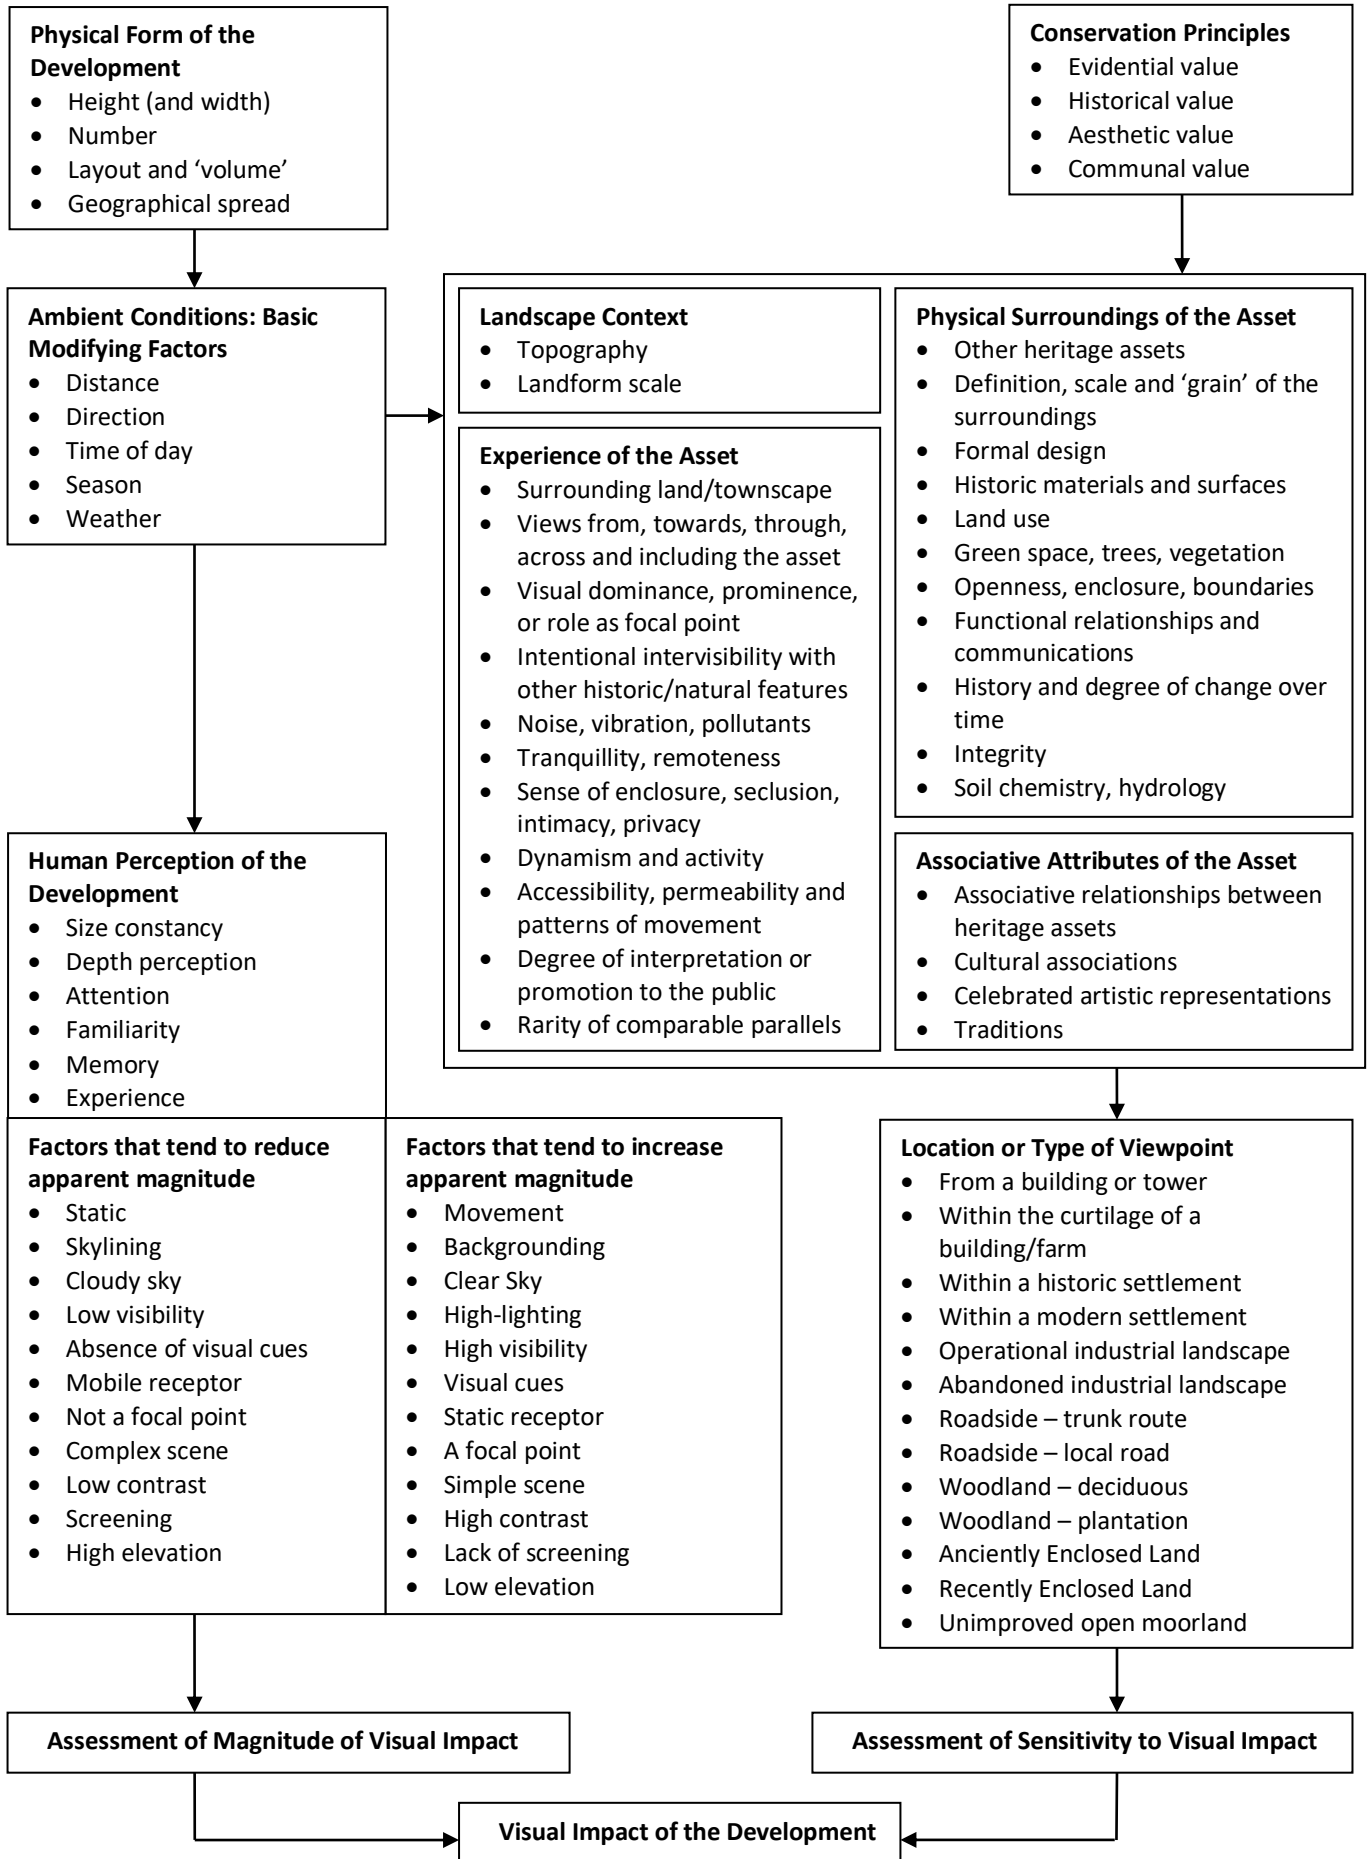 Physical Form of the
Development
• Height (and width)
• Number
• Layout and ‘volume’
• Geographical spread
Conservation Principles
• Evidential value
• Historical value
• Aesthetic value
• Communal value
Ambient Conditions: Basic
Modifying Factors
• Distance
• Direction
• Time of day
• Season
• Weather
Landscape Context
• Topography
• Landform scale
Experience of the Asset
• Surrounding land/townscape
• Views from, towards, through,
across and including the asset
• Visual dominance, prominence,
or role as focal point
• Intentional intervisibility with
other historic/natural features
• Noise, vibration, pollutants
• Tranquillity, remoteness
• Sense of enclosure, seclusion,
intimacy, privacy
• Dynamism and activity
• Accessibility, permeability and
patterns of movement
• Degree of interpretation or
promotion to the public
• Rarity of comparable parallels
Physical Surroundings of the Asset
• Other heritage assets
• Definition, scale and ‘grain’ of the
surroundings
• Formal design
• Historic materials and surfaces
• Land use
• Green space, trees, vegetation
• Openness, enclosure, boundaries
• Functional relationships and
communications
• History and degree of change over
time
• Integrity
• Soil chemistry, hydrology
Associative Attributes of the Asset
• Associative relationships between
heritage assets
• Cultural associations
• Celebrated artistic representations
• Traditions
Human Perception of the
Development
• Size constancy
• Depth perception
• Attention
• Familiarity
• Memory
• Experience
Factors that tend to reduce
apparent magnitude
• Static
• Skylining
• Cloudy sky
• Low visibility
• Absence of visual cues
• Mobile receptor
• Not a focal point
• Complex scene
• Low contrast
• Screening
• High elevation
Factors that tend to increase
apparent magnitude
• Movement
• Backgrounding
• Clear Sky
• High-lighting
• High visibility
• Visual cues
• Static receptor
• A focal point
• Simple scene
• High contrast
• Lack of screening
• Low elevation
Location or Type of Viewpoint
• From a building or tower
• Within the curtilage of a
building/farm
• Within a historic settlement
• Within a modern settlement
• Operational industrial landscape
• Abandoned industrial landscape
• Roadside – trunk route
• Roadside – local road
• Woodland – deciduous
• Woodland – plantation
• Anciently Enclosed Land
• Recently Enclosed Land
• Unimproved open moorland
Assessment of Magnitude of Visual Impact
Assessment of Sensitivity to Visual Impact
Visual Impact of the Development